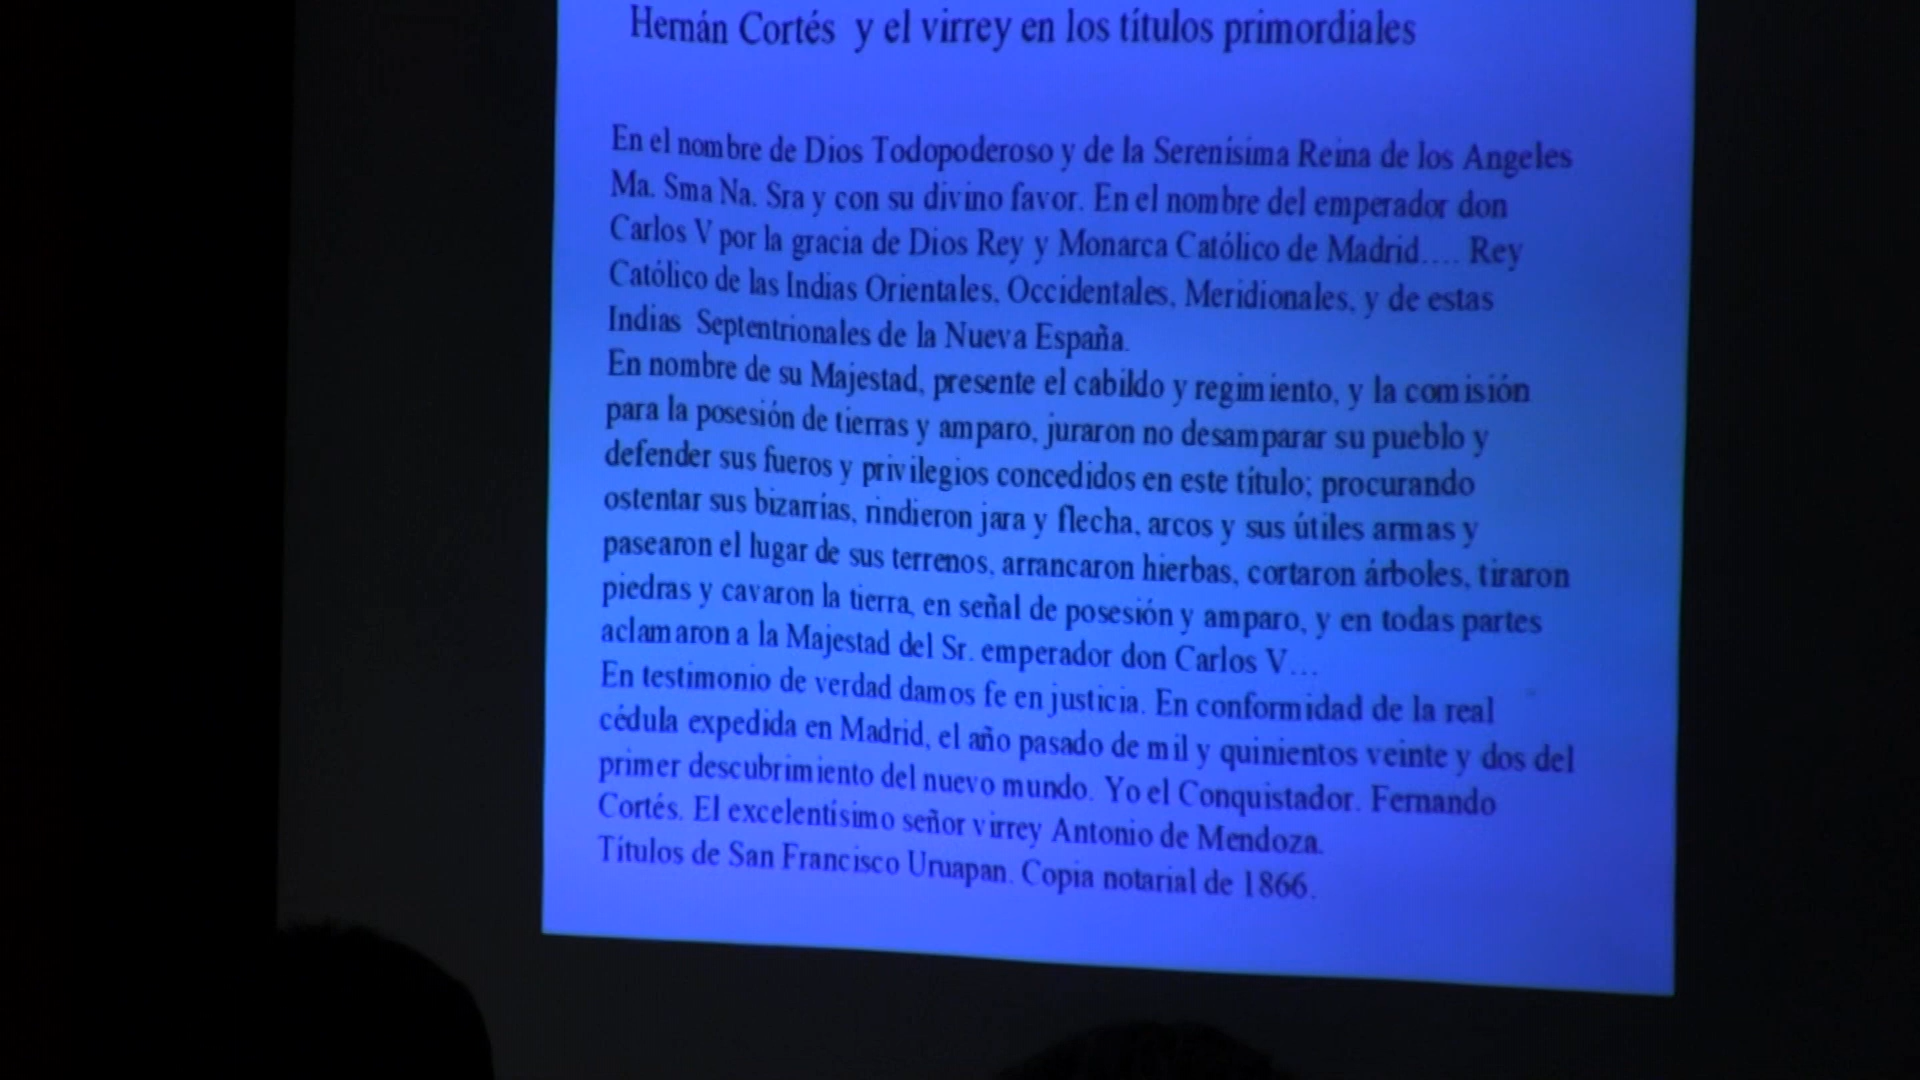 Hernán Cortés y el virrey en los títulos primordiales
En el nombre de Dios Todopoderoso y de la Serenísima Reina de los Angeles
Ma. Sma Na. Sra y con su divino favor. En el nombre del emperador don
Carlos V por la gracia de Dios Rey y Monarca Católico de Madrid.... Rey
Católico de las Indias Orientales, Occidentales, Meridionales, y de estas
Indias Septentrionales de la Nueva España.
En nombre de su Majestad, presente el cabildo y regimiento, y la comisión
para la posesión de tierras y amparo, juraron no desamparar su pueblo y
defender sus fueros y privilegios concedidos en este título; procurando
ostentar sus bizarrías, rindieron jara y flecha, arcos y sus útiles armas y
pasearon el lugar de sus terrenos, arrancaron hierbas, cortaron árboles, tiraron
piedras y cavaron la tierra, en señal de posesión y amparo, y en todas partes
aclamaron a la Majestad del Sr. emperador don Carlos V...
En testimonio de verdad damos fe en justicia. En conformidad de la real
cédula expedida en Madrid, el año pasado de mil y quinientos veinte y dos del
primer descubrimiento del nuevo mundo. Yo el Conquistador. Fernando
Cortés. El excelentísimo señor virrey Antonio de Mendoza.
Títulos de San Francisco Uruapan. Copia notarial de 1866.